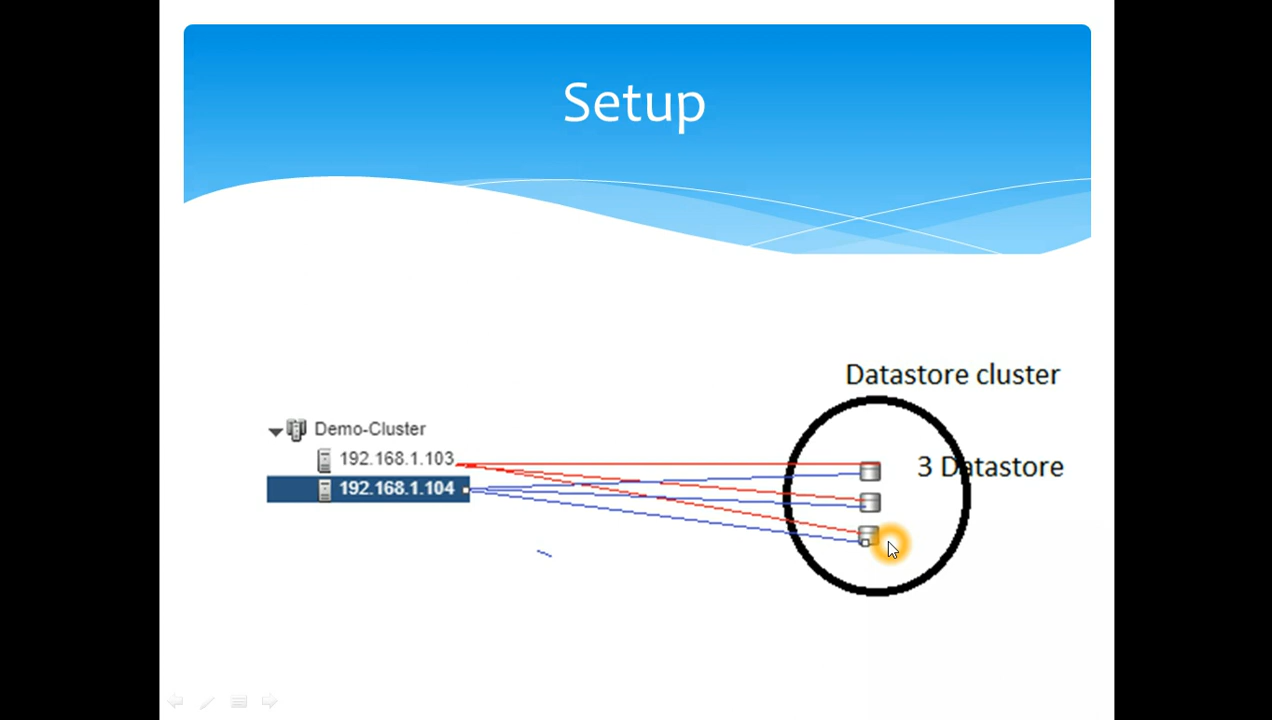 Setup
Datastore cluster
Demo-Cluster
192.168.1.103
3 Datastore
192.168.1.104